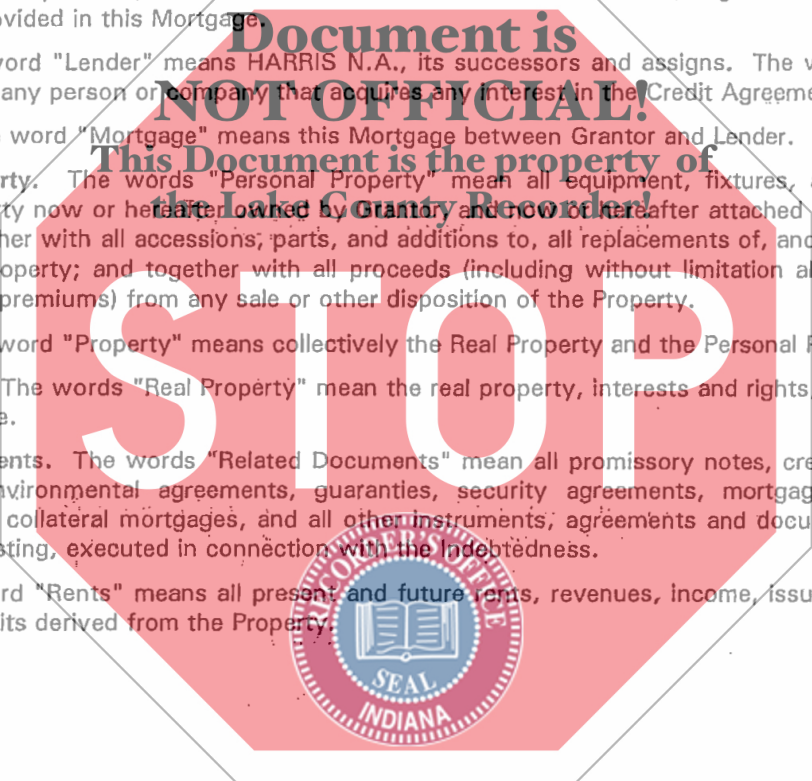 ovided in this Mortgage.
Document is
word "Lender" means HARRIS N.A., its successors and assigns. The w
any person or company that acquires any interest in the Credit Agreeme
NOT OFFICIAL!
word "Mortgage" means this Mortgage between Grantor and Lender.
This Document is the property of
rty. The words "Personal Property" mean all equipment, fixtures,
the Lake County Recorder!
ty now or hereafter owned by Grantor, and now or hereafter attached
her with all accessions, parts, and additions to, all replacements of, and
operty; and together with all proceeds (including without limitation al
premiums) from any sale or other disposition of the Property.
STOP
word "Property" means collectively the Real Property and the Personal P
The words "Real Property" mean the real property, interests and rights,
e.
ents. The words "Related Documents" mean all promissory notes, cre
nvironmental agreements, guaranties, security agreements, mortgag
collateral mortgages, and all other instruments, agreements and docu
sting, executed in connection with the Indebtedness.
rd "Rents" means all present and future rents, revenues, income, issu
its derived from the Property.
RECORDER'S OFFICE
SEAL
INDIANA